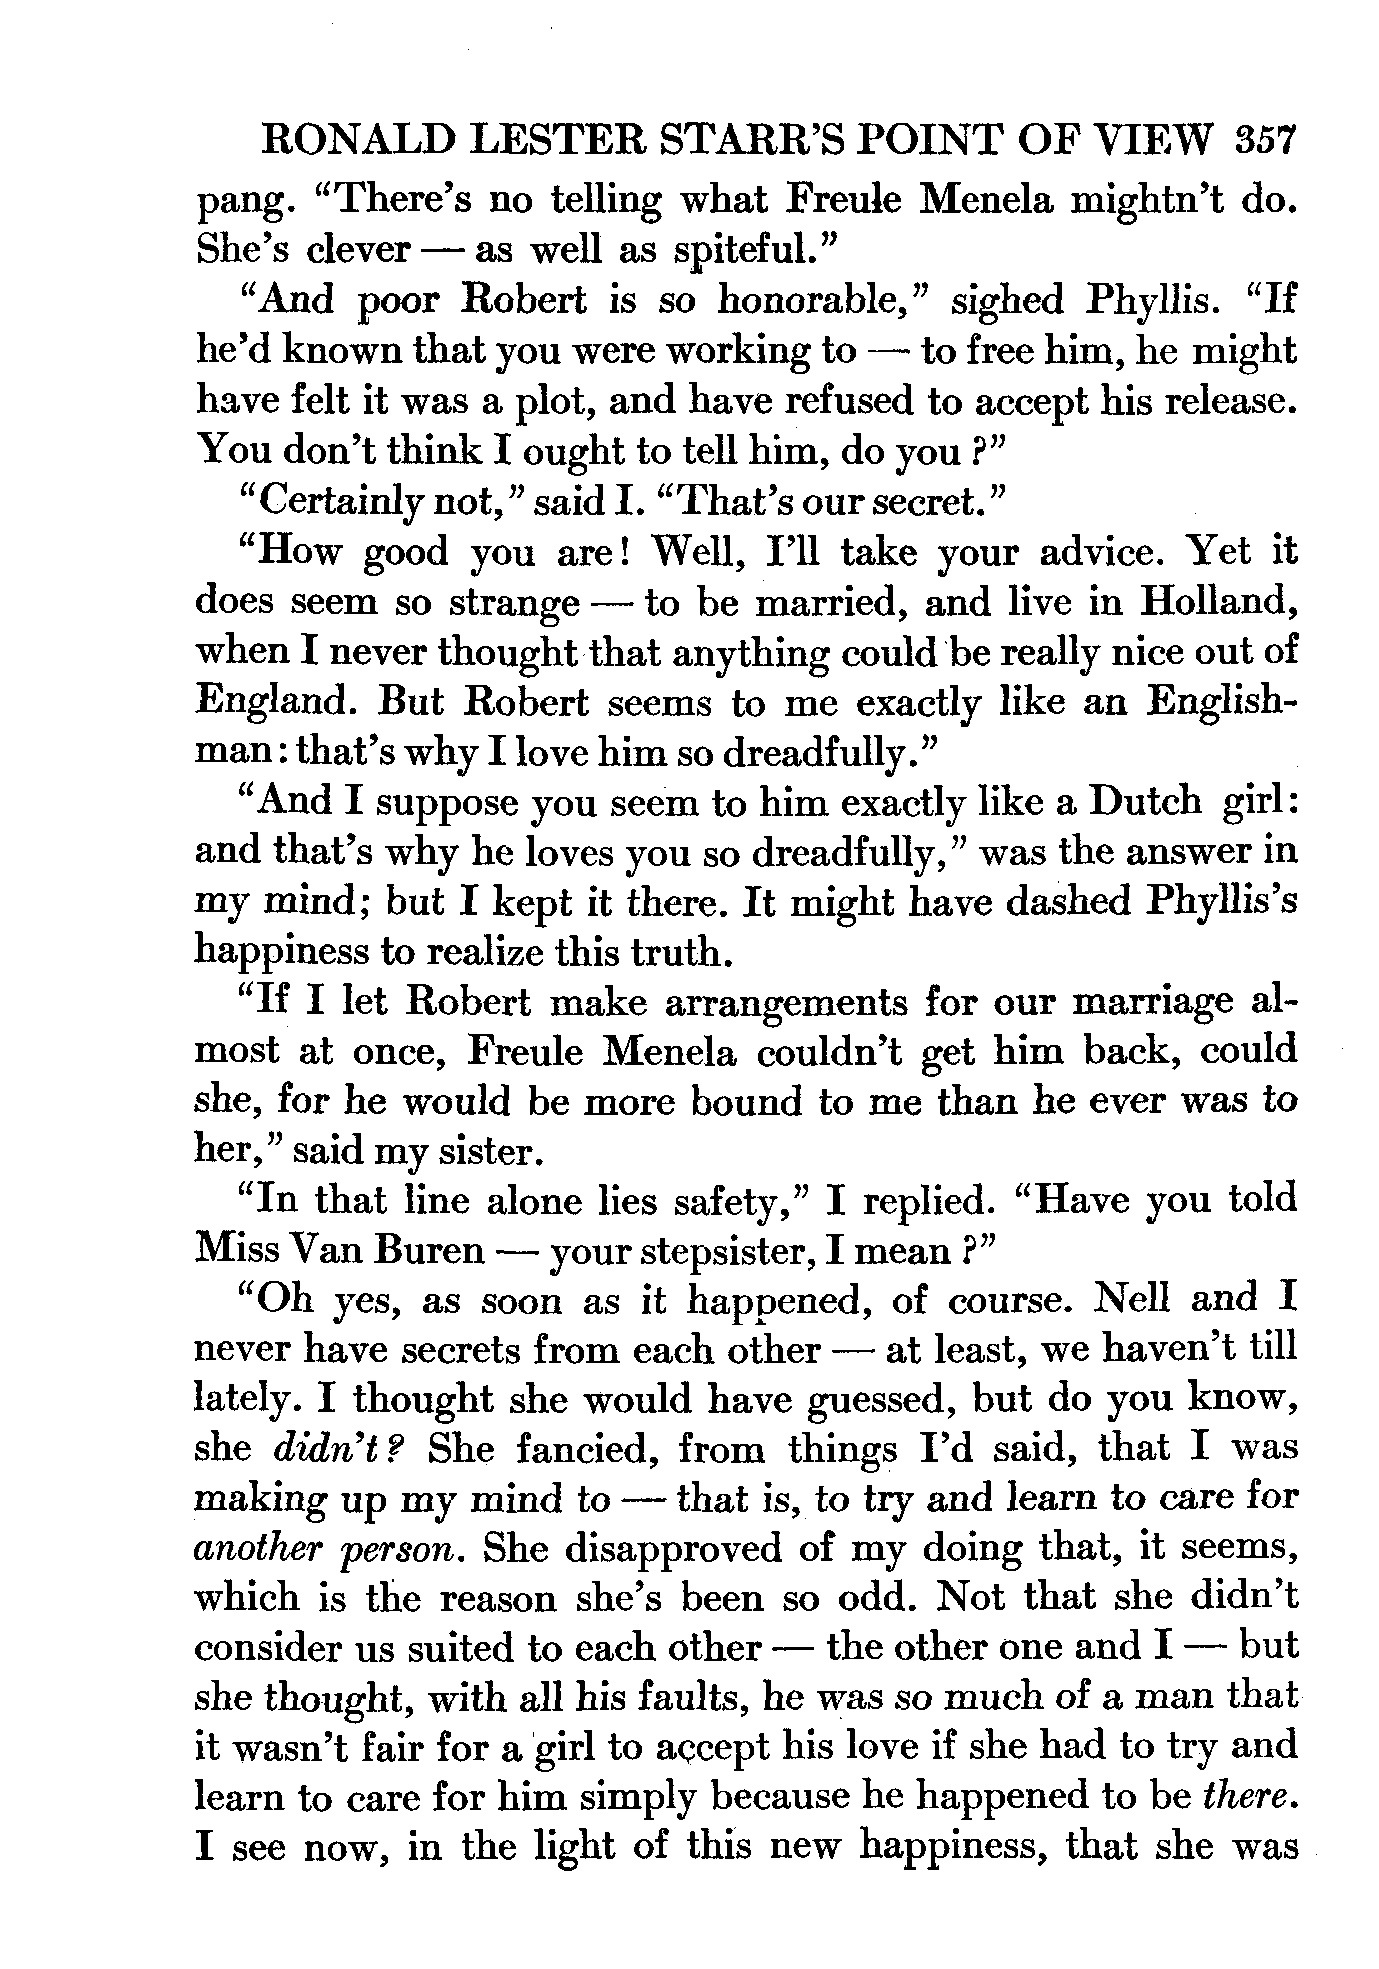 RONALD LESTER STARR'S POINT OF VIEW 357
pang. “There's no telling what Freule Menela mightn't do.
She's clever — as well as spiteful.”
“And poor Robert is so honorable,” sighed Phyllis. “If
he'd known that you were working to — to free him, he might
have felt it was a plot, and have refused to accept his release.
You don't think I ought to tell him, do you?”
“Certainly not,” said I. “That's our secret.”
“How good you are! Well, I'll take your advice. Yet it
does seem so strange — to be married, and live in Holland,
when I never thought that anything could be really nice out of
England. But Robert seems to me exactly like an English-
man: that's why I love him so dreadfully.”
“And I suppose you seem to him exactly like a Dutch girl:
and that's why he loves you so dreadfully,” was the answer in
my mind; but I kept it there. It might have dashed Phyllis's
happiness to realize this truth.
“If I let Robert make arrangements for our marriage al-
most at once, Freule Menela couldn't get him back, could
she, for he would be more bound to me than he ever was to
her,” said my sister.
“In that line alone lies safety,” I replied. “Have you told
Miss Van Buren — your stepsister, I mean?”
“Oh yes, as soon as it happened, of course. Nell and I
never have secrets from each other — at least, we haven't till
lately. I thought she would have guessed, but do you know,
she didn't? She fancied, from things I'd said, that I was
making up my mind to — that is, to try and learn to care for
another person. She disapproved of my doing that, it seems,
which is the reason she's been so odd. Not that she didn't
consider us suited to each other — the other one and I — but
she thought, with all his faults, he was so much of a man that
it wasn't fair for a girl to accept his love if she had to try and
learn to care for him simply because he happened to be there.
I see now, in the light of this new happiness, that she was